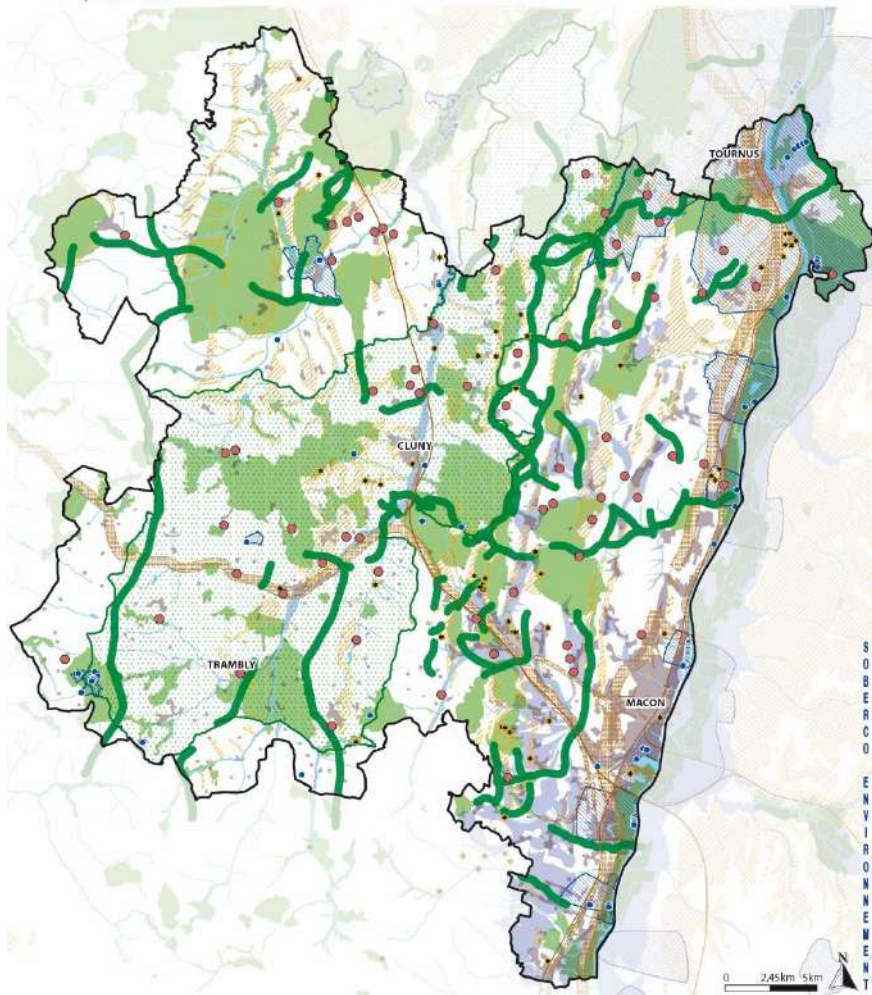 TOURNUS
CLUNY
TRAMBLY
MACON
SOBERCO ENVIRONNEMENT
N
0 2,45km 5km